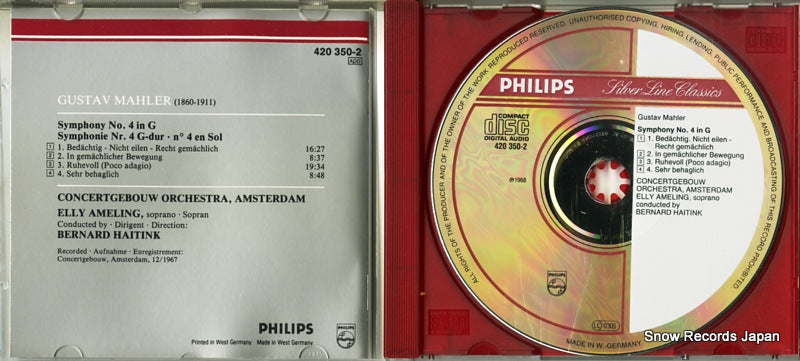 420 350-2
ADD
GUSTAV MAHLER (1860-1911)
Symphony No. 4 in G
Symphonie Nr. 4 G-dur · n° 4 en Sol
1 1. Bedächtig - Nicht eilen - Recht gemächlich 16:27
2 2. In gemächlicher Bewegung 8:37
3 3. Ruhevoll (Poco adagio) 19:34
4 4. Sehr behaglich 8:48
CONCERTGEBOUW ORCHESTRA, AMSTERDAM
ELLY AMELING, soprano · Sopran
Conducted by · Dirigent · Direction:
BERNARD HAITINK
Recorded · Aufnahme · Enregistrement:
Concertgebouw, Amsterdam, 12/1967
PHILIPS
Printed in West Germany Made in West Germany
ALL RIGHTS OF THE PRODUCER AND OF THE OWNER OF THE WORK REPRODUCED RESERVED. UNAUTHORISED COPYING, HIRING, LENDING, PUBLIC PERFORMANCE AND BROADCASTING OF THIS RECORD PROHIBITED
PHILIPS Silver Line Classics
COMPACT
disc
DIGITAL AUDIO
420 350-2
℗ 1968
Gustav Mahler
Symphony No. 4 in G
1 1. Bedächtig - Nicht eilen -
Recht gemächlich
2 2. In gemächlicher Bewegung
3 3. Ruhevoll (Poco adagio)
4 4. Sehr behaglich
CONCERTGEBOUW
ORCHESTRA, AMSTERDAM
ELLY AMELING, soprano
conducted by
BERNARD HAITINK
PHILIPS
LC 0305
MADE IN W.-GERMANY
Snow Records Japan